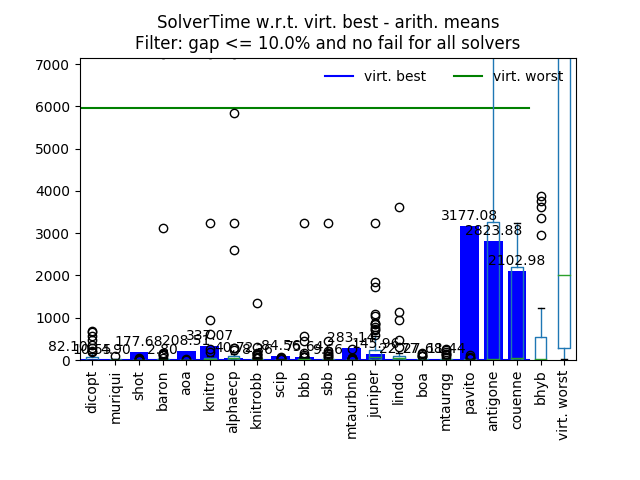 SolverTime w.r.t. virt. best - arith. means
Filter: gap <= 10.0% and no fail for all solvers
virt. best
virt. worst
7000
6000
5000
4000
3000
2000
1000
0
3177.08
2823.88
2102.98
337.07
177.68
208.51
82.10
dicopt
muriqui
shot
baron
aoa
knitro
alphaecp
knitrobb
scip
bbb
sbb
mtaurbnb
juniper
lindo
boa
mtaurqg
pavito
antigone
couenne
bhyb
virt. worst